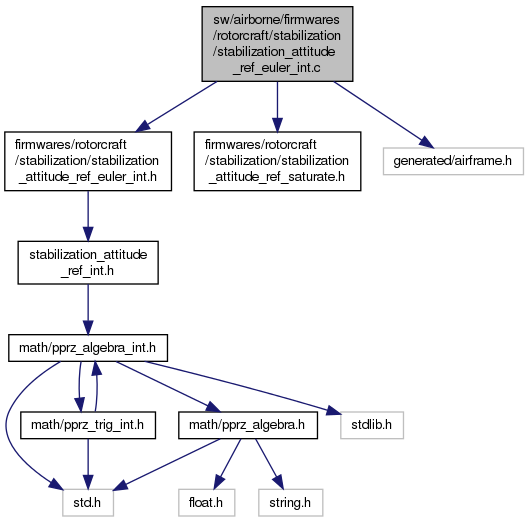 sw/airborne/firmwares
/rotorcraft/stabilization
/stabilization_attitude
_ref_euler_int.c
firmwares/rotorcraft
/stabilization/stabilization
_attitude_ref_euler_int.h
firmwares/rotorcraft
/stabilization/stabilization
_attitude_ref_saturate.h
generated/airframe.h
stabilization_attitude
_ref_int.h
math/pprz_algebra_int.h
math/pprz_trig_int.h
math/pprz_algebra.h
stdlib.h
std.h
float.h
string.h